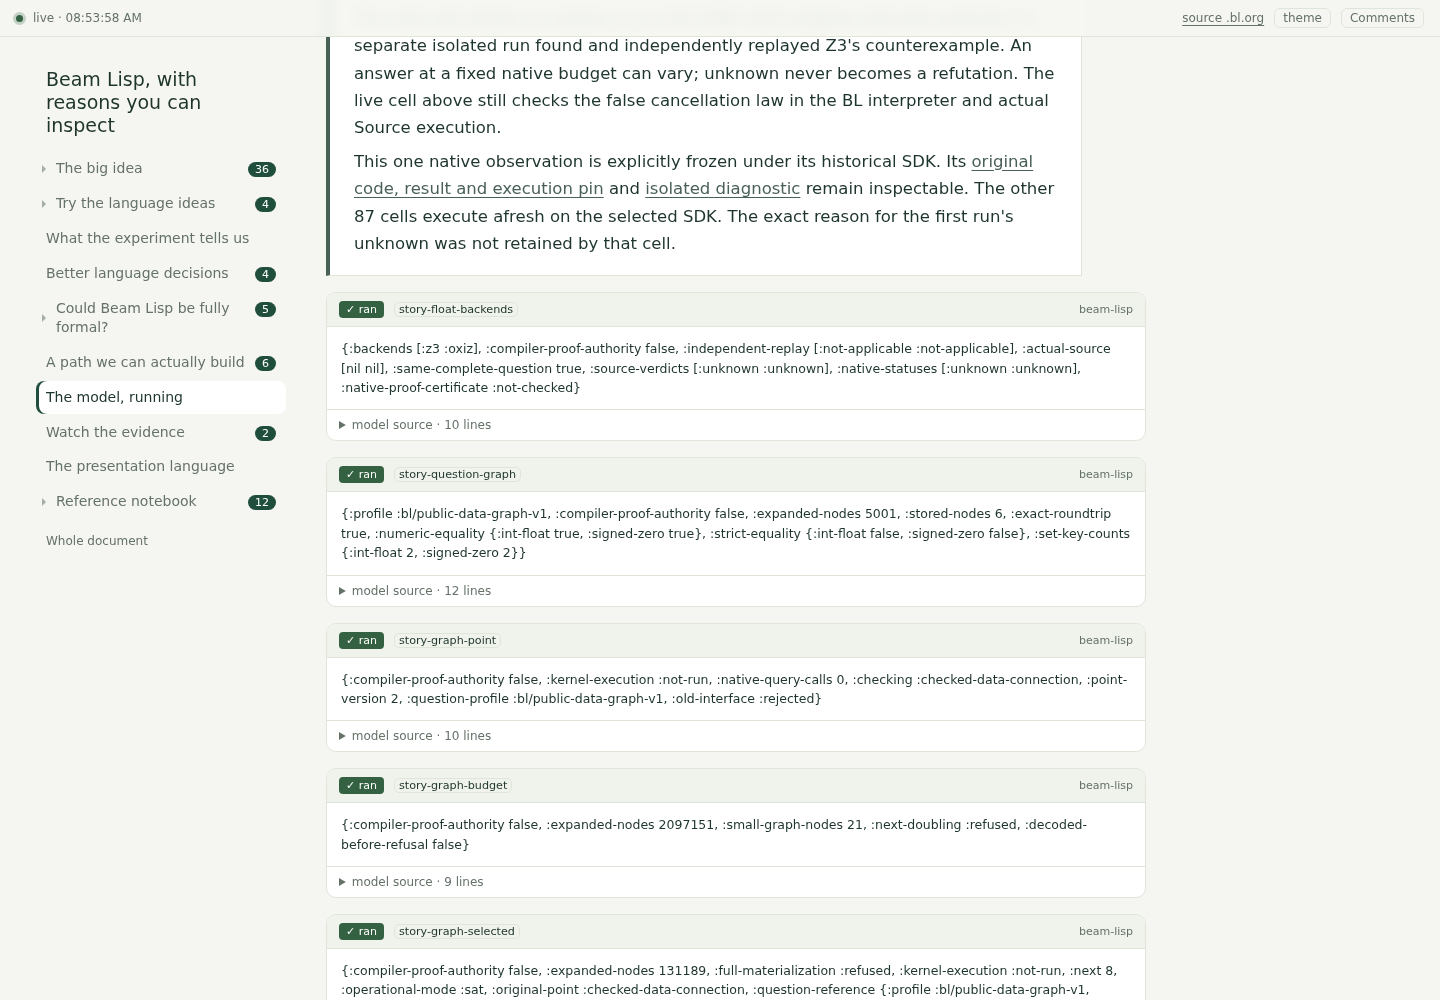 live · 08:53:58 AM
source .bl.org
theme
Comments
Beam Lisp, with
reasons you can
inspect
The big idea 36
Try the language ideas 4
What the experiment tells us
Better language decisions 4
Could Beam Lisp be fully 5
formal?
A path we can actually build 6
The model, running
Watch the evidence 2
The presentation language
Reference notebook 12
Whole document
separate isolated run found and independently replayed Z3's counterexample. An
answer at a fixed native budget can vary; unknown never becomes a refutation. The
live cell above still checks the false cancellation law in the BL interpreter and actual
Source execution.
This one native observation is explicitly frozen under its historical SDK. Its original
code, result and execution pin and isolated diagnostic remain inspectable. The other
87 cells execute afresh on the selected SDK. The exact reason for the first run's
unknown was not retained by that cell.
✓ ran story-float-backends beam-lisp
{:backends [:z3 :oxiz], :compiler-proof-authority false, :independent-replay [:not-applicable :not-applicable], :actual-source
[nil nil], :same-complete-question true, :source-verdicts [:unknown :unknown], :native-statuses [:unknown :unknown],
:native-proof-certificate :not-checked}
▶ model source · 10 lines
✓ ran story-question-graph beam-lisp
{:profile :bl/public-data-graph-v1, :compiler-proof-authority false, :expanded-nodes 5001, :stored-nodes 6, :exact-roundtrip
true, :numeric-equality {:int-float true, :signed-zero true}, :strict-equality {:int-float false, :signed-zero false}, :set-key-counts
{:int-float 2, :signed-zero 2}}
▶ model source · 12 lines
✓ ran story-graph-point beam-lisp
{:compiler-proof-authority false, :kernel-execution :not-run, :native-query-calls 0, :checking :checked-data-connection, :point-
version 2, :question-profile :bl/public-data-graph-v1, :old-interface :rejected}
▶ model source · 10 lines
✓ ran story-graph-budget beam-lisp
{:compiler-proof-authority false, :expanded-nodes 2097151, :small-graph-nodes 21, :next-doubling :refused, :decoded-
before-refusal false}
▶ model source · 9 lines
✓ ran story-graph-selected beam-lisp
{:compiler-proof-authority false, :expanded-nodes 131189, :full-materialization :refused, :kernel-execution :not-run, :next 8,
:operational-mode :sat, :original-point :checked-data-connection, :question-reference {:profile :bl/public-data-graph-v1,